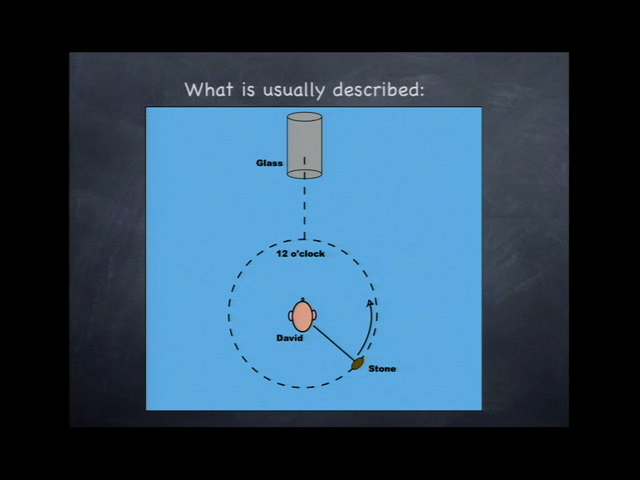 What is usually described:
Glass
12 o'clock
David
Stone